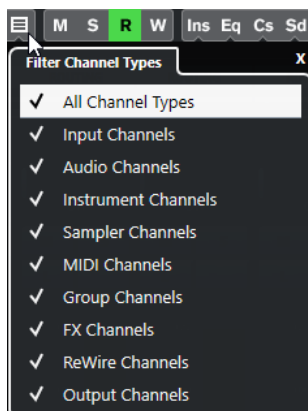 M S R W Ins Eq Cs Sd
Filter Channel Types x
All Channel Types
Input Channels
Audio Channels
Instrument Channels
Sampler Channels
MIDI Channels
Group Channels
FX Channels
ReWire Channels
Output Channels